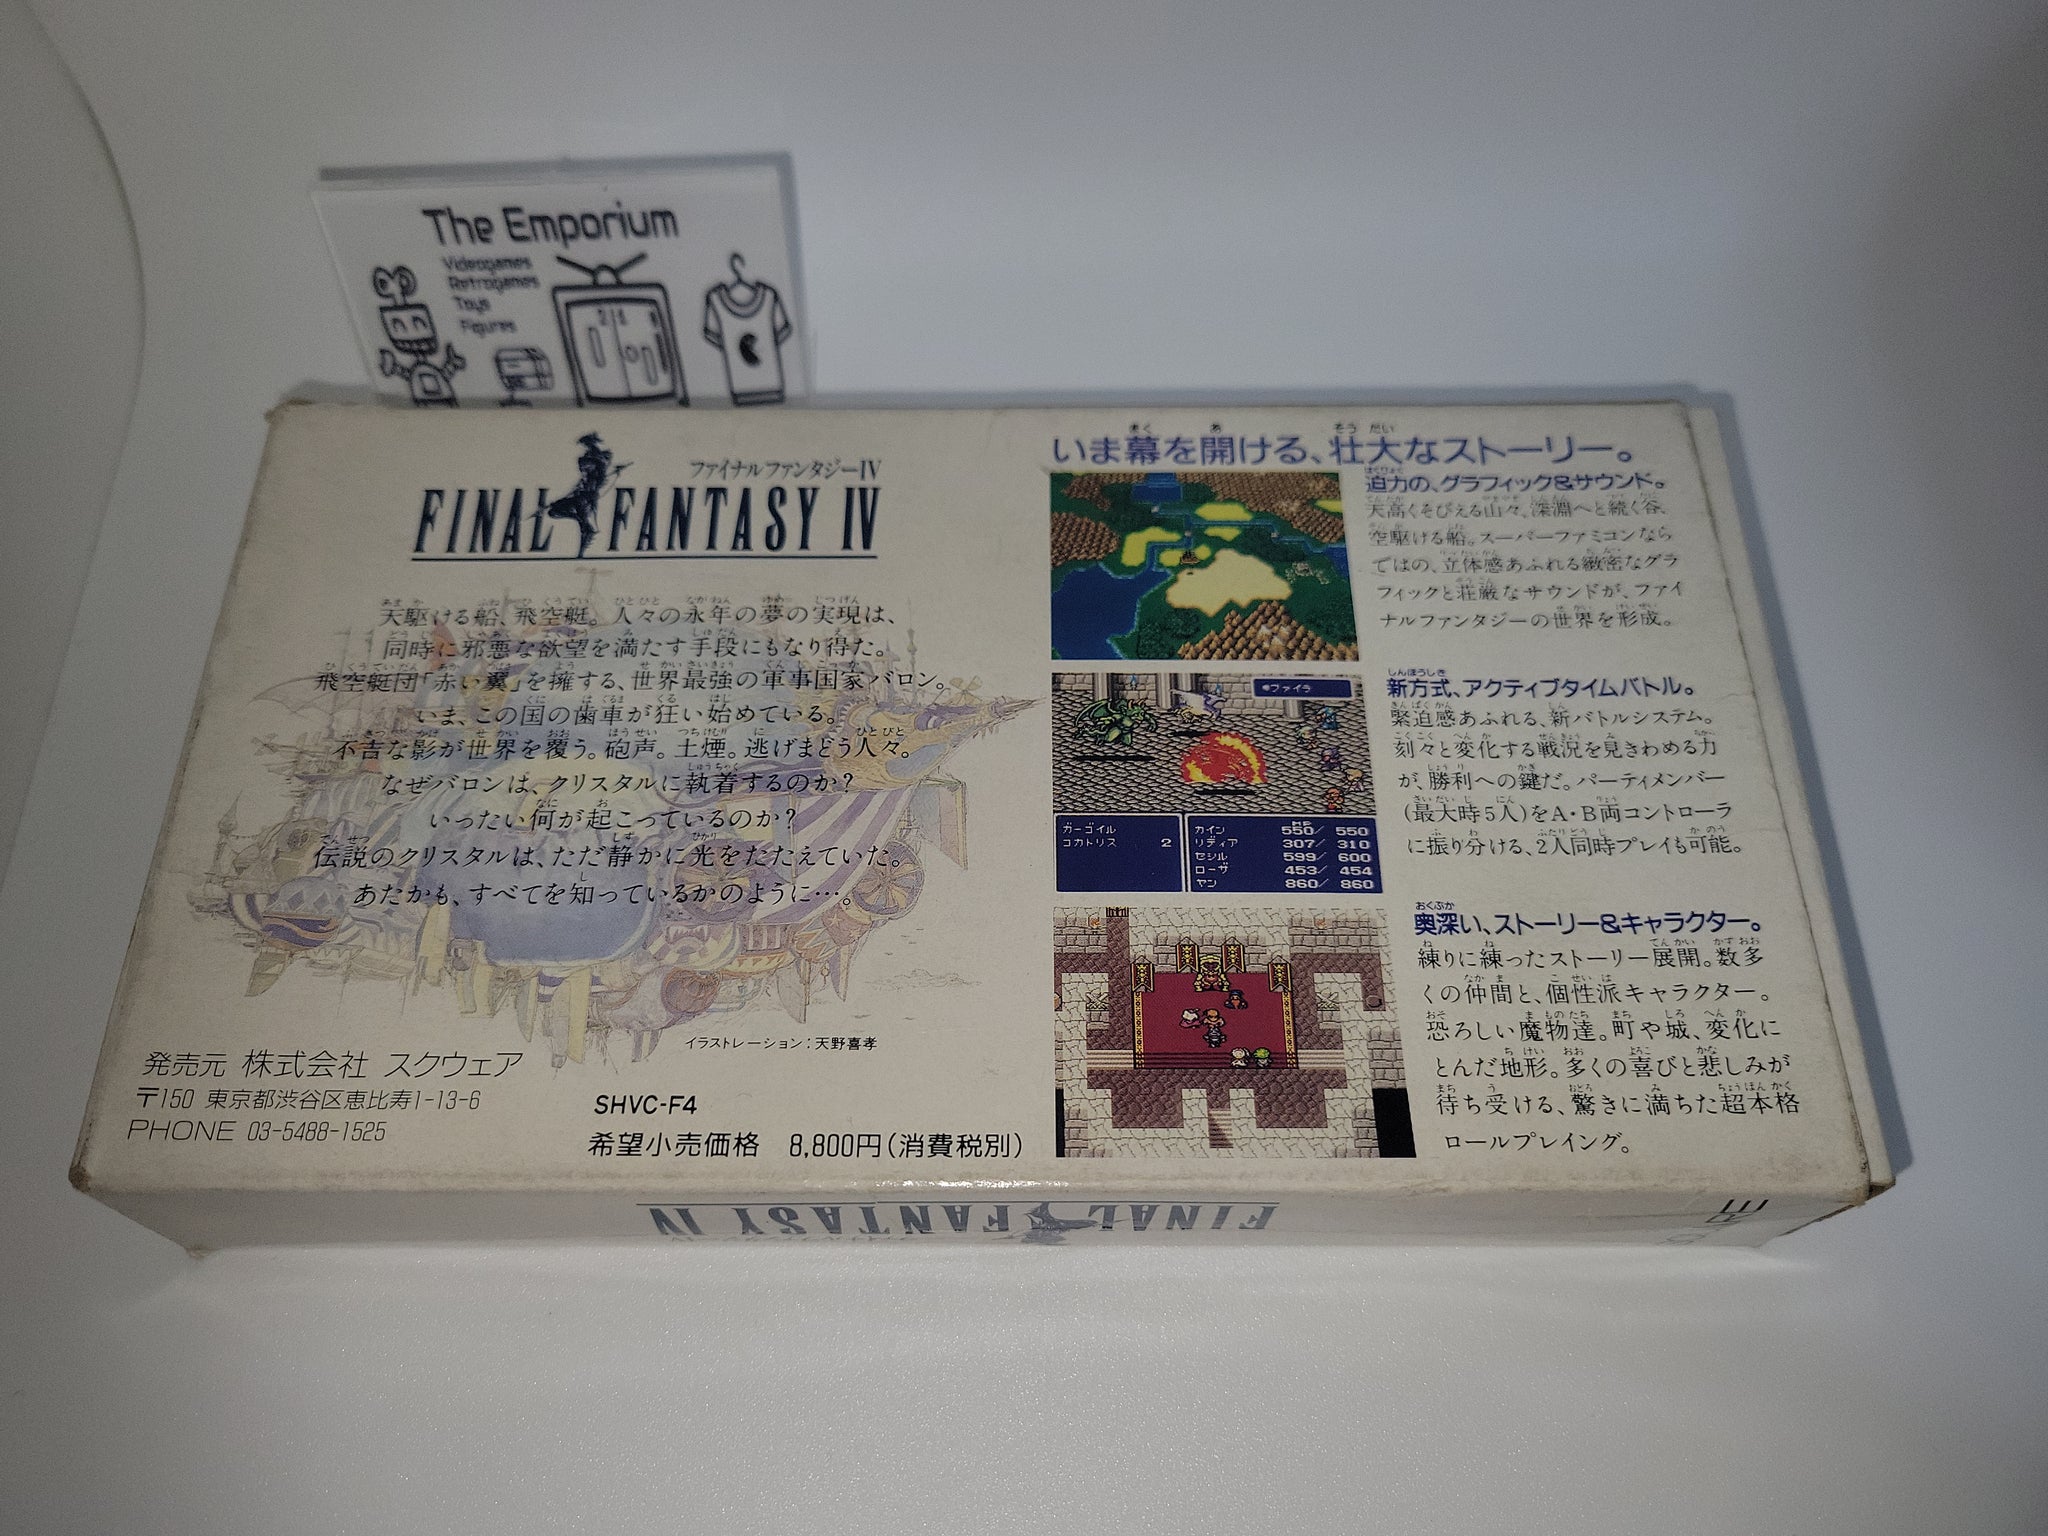 The Emporium
Videogames
Retrogames
Toys
Figures
ファイナルファンタジーIV
FINAL FANTASY IV
天駆ける船、飛空艇。人々の永年の夢の実現は、
同時に邪悪な欲望を満たす手段にもなり得た。
飛空艇団「赤い翼」を擁する、世界最強の軍事国家バロン。
いま、この国の歯車が狂い始めている。
不吉な影が世界を覆う。砲声。土煙。逃げまどう人々。
なぜバロンは、クリスタルに執着するのか?
いったい何が起こっているのか?
伝説のクリスタルは、ただ静かに光をたたえていた。
あたかも、すべてを知っているかのように…。
イラストレーション:天野喜孝
発売元 株式会社 スクウェア
〒150 東京都渋谷区恵比寿1-13-6
PHONE 03-5488-1525
SHVC-F4
希望小売価格 8,800円(消費税別)
いま幕を開ける、壮大なストーリー。
迫力の、グラフィック&サウンド。
天高くそびえる山々、深淵へと続く谷、
空駆ける船。スーパーファミコンなら
ではの、立体感あふれる緻密なグラ
フィックと荘厳なサウンドが、ファイ
ナルファンタジーの世界を形成。
ファイラ
ガーゴイル
コカトリス 2
HP
カイン 550/ 550
リディア 307/ 310
セシル 599/ 600
ローザ 453/ 454
ヤン 860/ 860
新方式、アクティブタイムバトル。
緊迫感あふれる、新バトルシステム。
刻々と変化する戦況を見きわめる力
が、勝利への鍵だ。パーティメンバー
(最大時5人)をA・B両コントローラ
に振り分ける、2人同時プレイも可能。
奥深い、ストーリー&キャラクター。
練りに練ったストーリー展開。数多
くの仲間と、個性派キャラクター。
恐ろしい魔物達。町や城、変化に
とんだ地形。多くの喜びと悲しみが
待ち受ける、驚きに満ちた超本格
ロールプレイング。
FINAL FANTASY IV